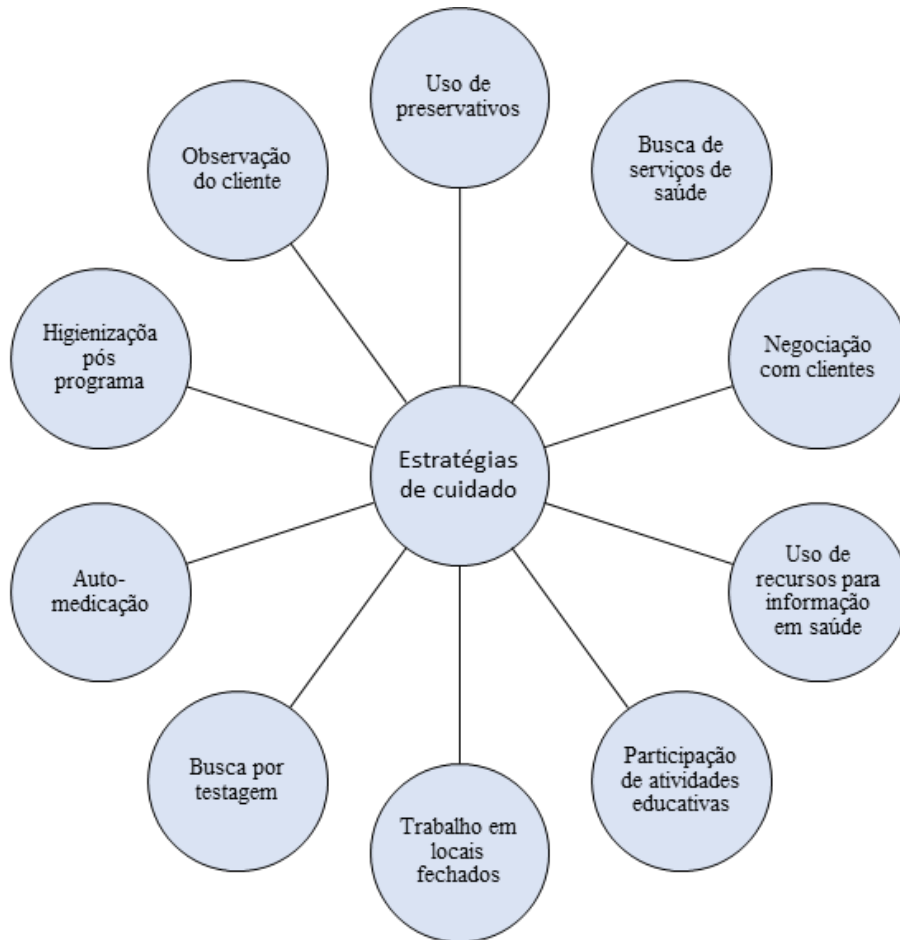 Uso de
preservativos
Busca de
serviços de
saúde
Negociação
com clientes
Uso de
recursos para
informação
em saúde
Participação
de atividades
educativas
Trabalho em
locais
fechados
Busca por
testagem
Auto-
medicação
Higienizaçõa
pós
programa
Observação
do cliente
Estratégias
de cuidado